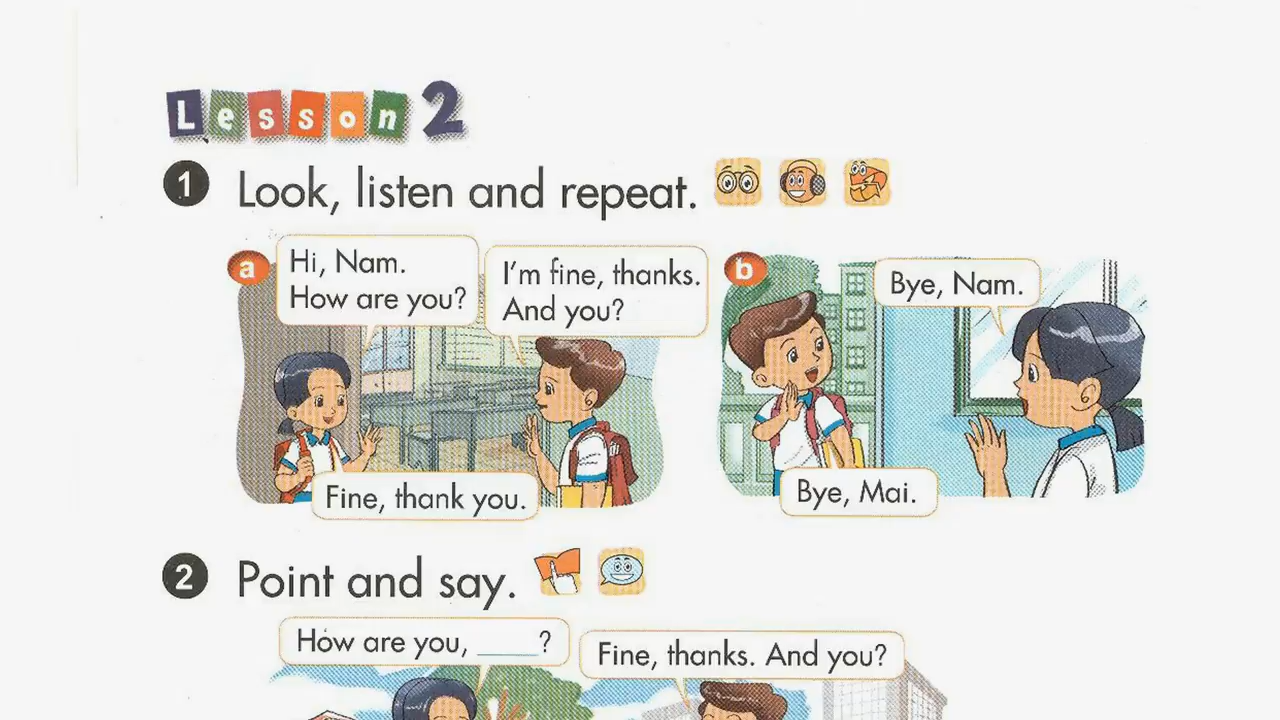 Lesson 2
1 Look, listen and repeat.
a
Hi, Nam.
How are you?
I'm fine, thanks.
And you?
Fine, thank you.
b
Bye, Nam.
Bye, Mai.
2 Point and say.
How are you, ____?
Fine, thanks. And you?